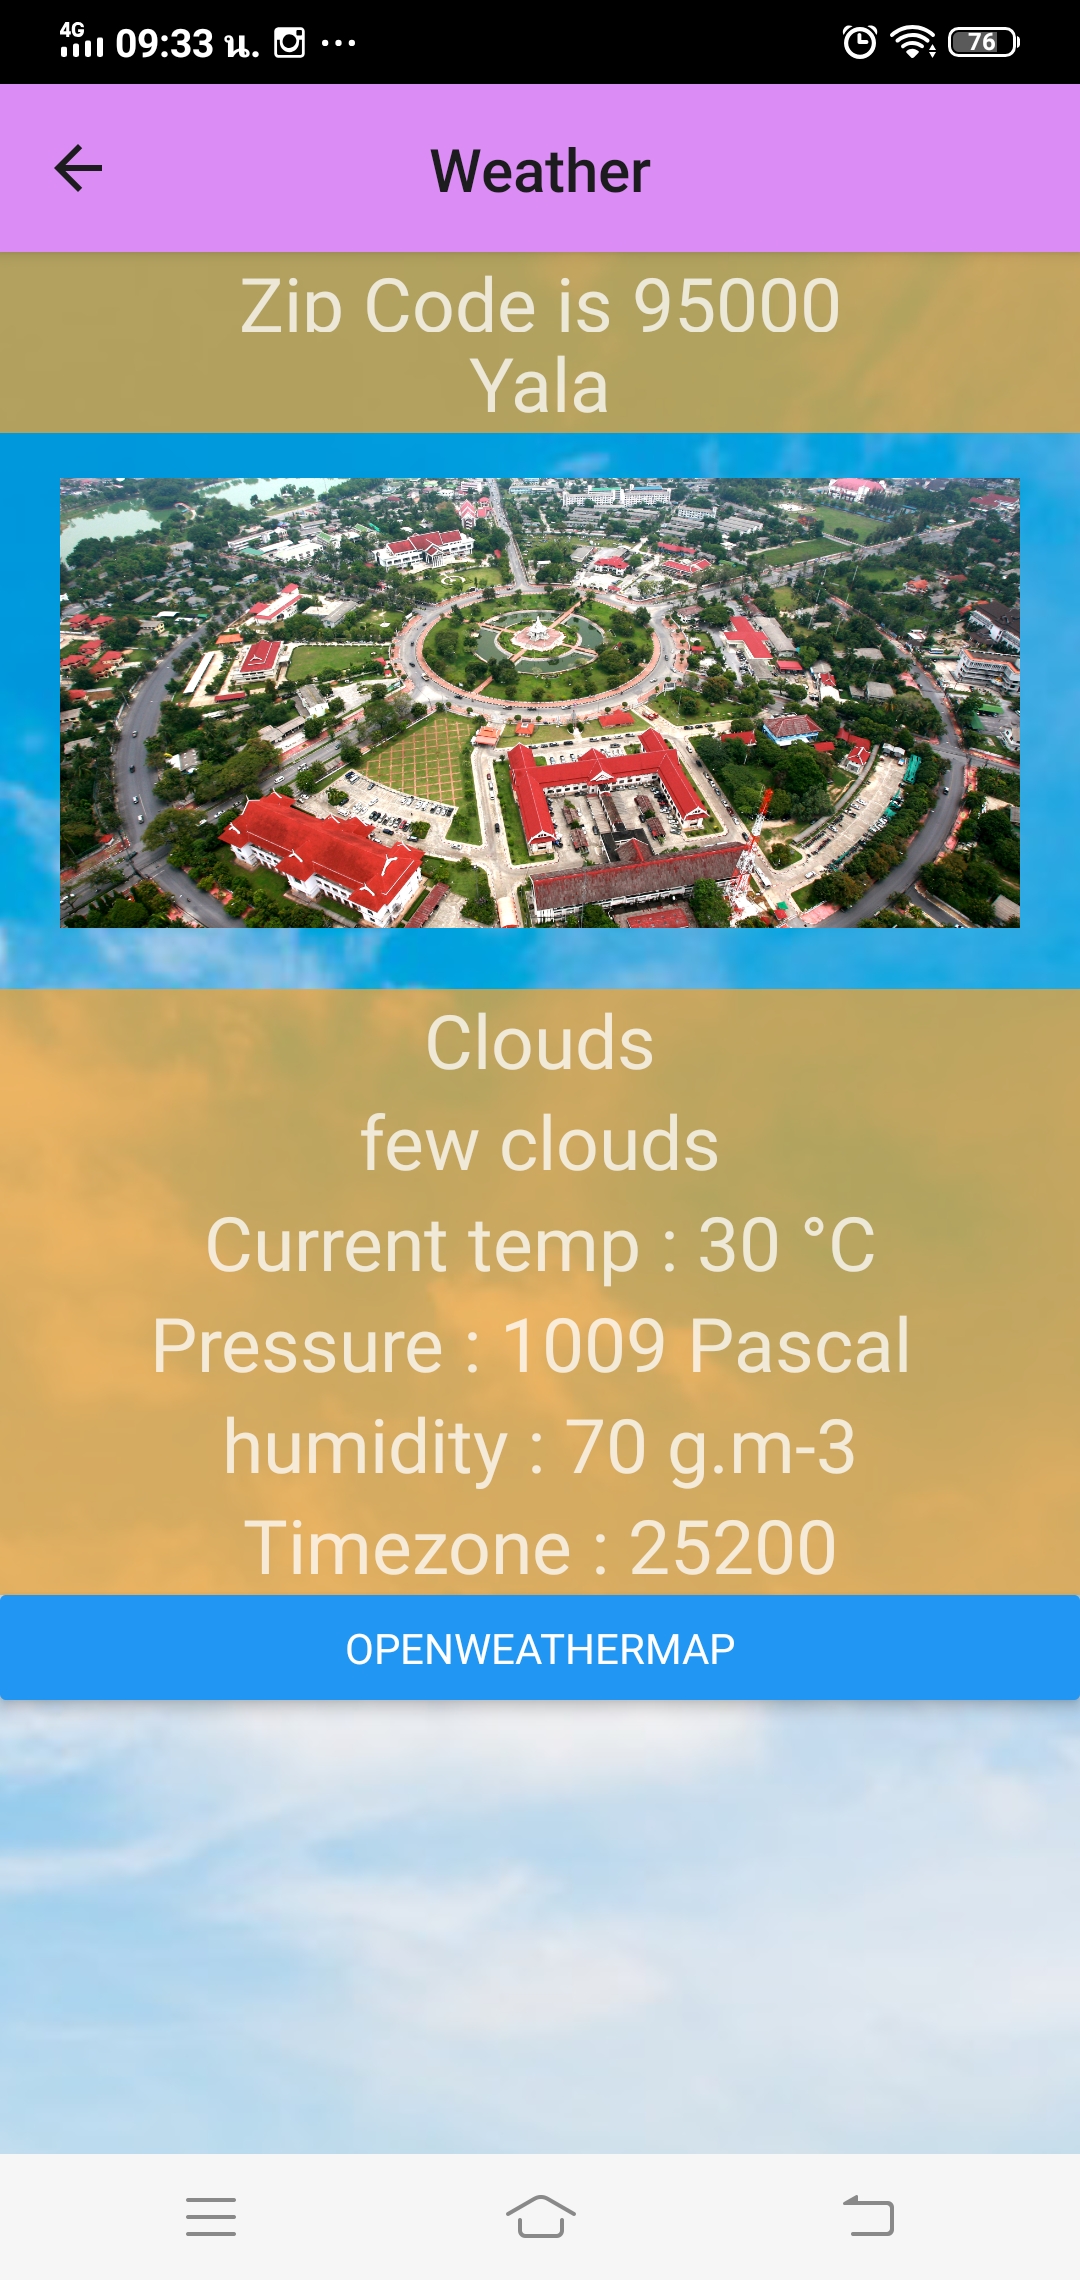 4G 09:33 น. 76
Weather
Zip Code is 95000
Yala
Clouds
few clouds
Current temp : 30 °C
Pressure : 1009 Pascal
humidity : 70 g.m-3
Timezone : 25200
OPENWEATHERMAP